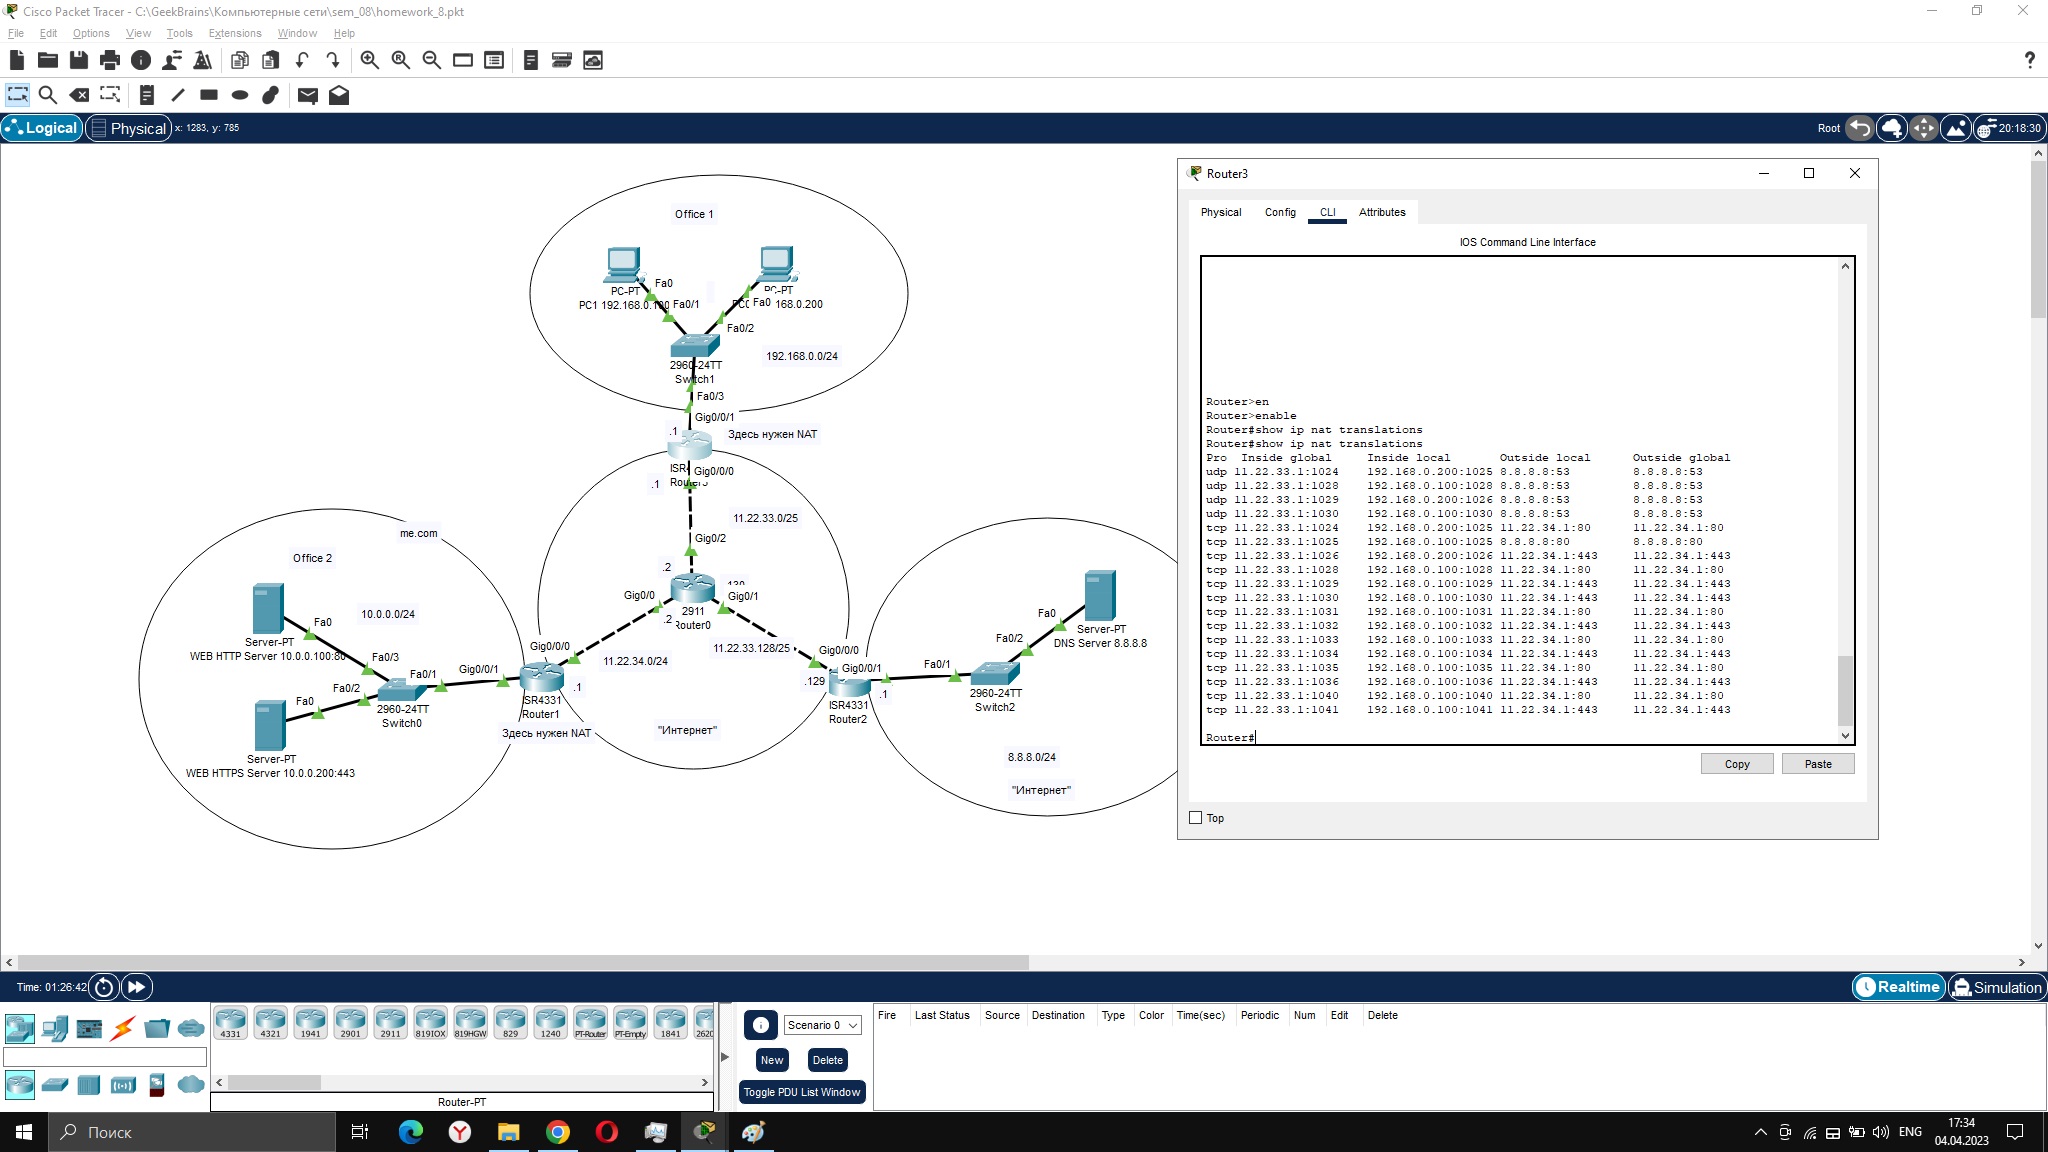 Cisco Packet Tracer - C:\GeekBrains\Компьютерные сети\sem_08\homework_8.pkt
File Edit Options View Tools Extensions Window Help
?
Logical Physical x: 1283, y: 785 Root 20:18:30
Office 1
PC-PT
PC1 192.168.0.100
Fa0
Fa0/1
PC-PT
Fa0
168.0.200
Fa0/2
2960-24TT
Switch1
192.168.0.0/24
Fa0/3
Gig0/0/1
.1
Здесь нужен NAT
Gig0/0/0
Router3
.1
11.22.33.0/25
Gig0/2
.2
Gig0/0
Gig0/1
2911
Router0
.2
11.22.34.0/24
11.22.33.128/25
"Интернет"
me.com
Office 2
10.0.0.0/24
Fa0
Server-PT
WEB HTTP Server 10.0.0.100:80
Fa0/3
Fa0/1
Gig0/0/1
Gig0/0/0
Fa0
Fa0/2
2960-24TT
Switch0
.1
ISR4331
Router1
Здесь нужен NAT
Server-PT
WEB HTTPS Server 10.0.0.200:443
Gig0/0/0
Gig0/0/1
.129
.1
ISR4331
Router2
Fa0/1
Fa0/2
Fa0
2960-24TT
Switch2
Server-PT
DNS Server 8.8.8.8
8.8.8.0/24
"Интернет"
Router3
Physical Config CLI Attributes
IOS Command Line Interface
Router>en
Router>enable
Router#show ip nat translations
Router#show ip nat translations
Pro Inside global Inside local Outside local Outside global
udp 11.22.33.1:1024 192.168.0.200:1025 8.8.8.8:53 8.8.8.8:53
udp 11.22.33.1:1028 192.168.0.100:1028 8.8.8.8:53 8.8.8.8:53
udp 11.22.33.1:1029 192.168.0.200:1026 8.8.8.8:53 8.8.8.8:53
udp 11.22.33.1:1030 192.168.0.100:1030 8.8.8.8:53 8.8.8.8:53
tcp 11.22.33.1:1024 192.168.0.200:1025 11.22.34.1:80 11.22.34.1:80
tcp 11.22.33.1:1025 192.168.0.100:1025 8.8.8.8:80 8.8.8.8:80
tcp 11.22.33.1:1026 192.168.0.200:1026 11.22.34.1:443 11.22.34.1:443
tcp 11.22.33.1:1028 192.168.0.100:1028 11.22.34.1:80 11.22.34.1:80
tcp 11.22.33.1:1029 192.168.0.100:1029 11.22.34.1:443 11.22.34.1:443
tcp 11.22.33.1:1030 192.168.0.100:1030 11.22.34.1:443 11.22.34.1:443
tcp 11.22.33.1:1031 192.168.0.100:1031 11.22.34.1:80 11.22.34.1:80
tcp 11.22.33.1:1032 192.168.0.100:1032 11.22.34.1:443 11.22.34.1:443
tcp 11.22.33.1:1033 192.168.0.100:1033 11.22.34.1:80 11.22.34.1:80
tcp 11.22.33.1:1034 192.168.0.100:1034 11.22.34.1:443 11.22.34.1:443
tcp 11.22.33.1:1035 192.168.0.100:1035 11.22.34.1:80 11.22.34.1:80
tcp 11.22.33.1:1036 192.168.0.100:1036 11.22.34.1:443 11.22.34.1:443
tcp 11.22.33.1:1040 192.168.0.100:1040 11.22.34.1:80 11.22.34.1:80
tcp 11.22.33.1:1041 192.168.0.100:1041 11.22.34.1:443 11.22.34.1:443
Router#
Copy Paste
Top
Time: 01:26:42 Realtime Simulation
4331 4321 1941 2901 2911 819IOX 819HGW 829 1240 PT-Router PT-Empty 1841
Router-PT
Scenario 0
New Delete
Toggle PDU List Window
Fire Last Status Source Destination Type Color Time(sec) Periodic Num Edit Delete
Поиск
ENG
17:34
04.04.2023